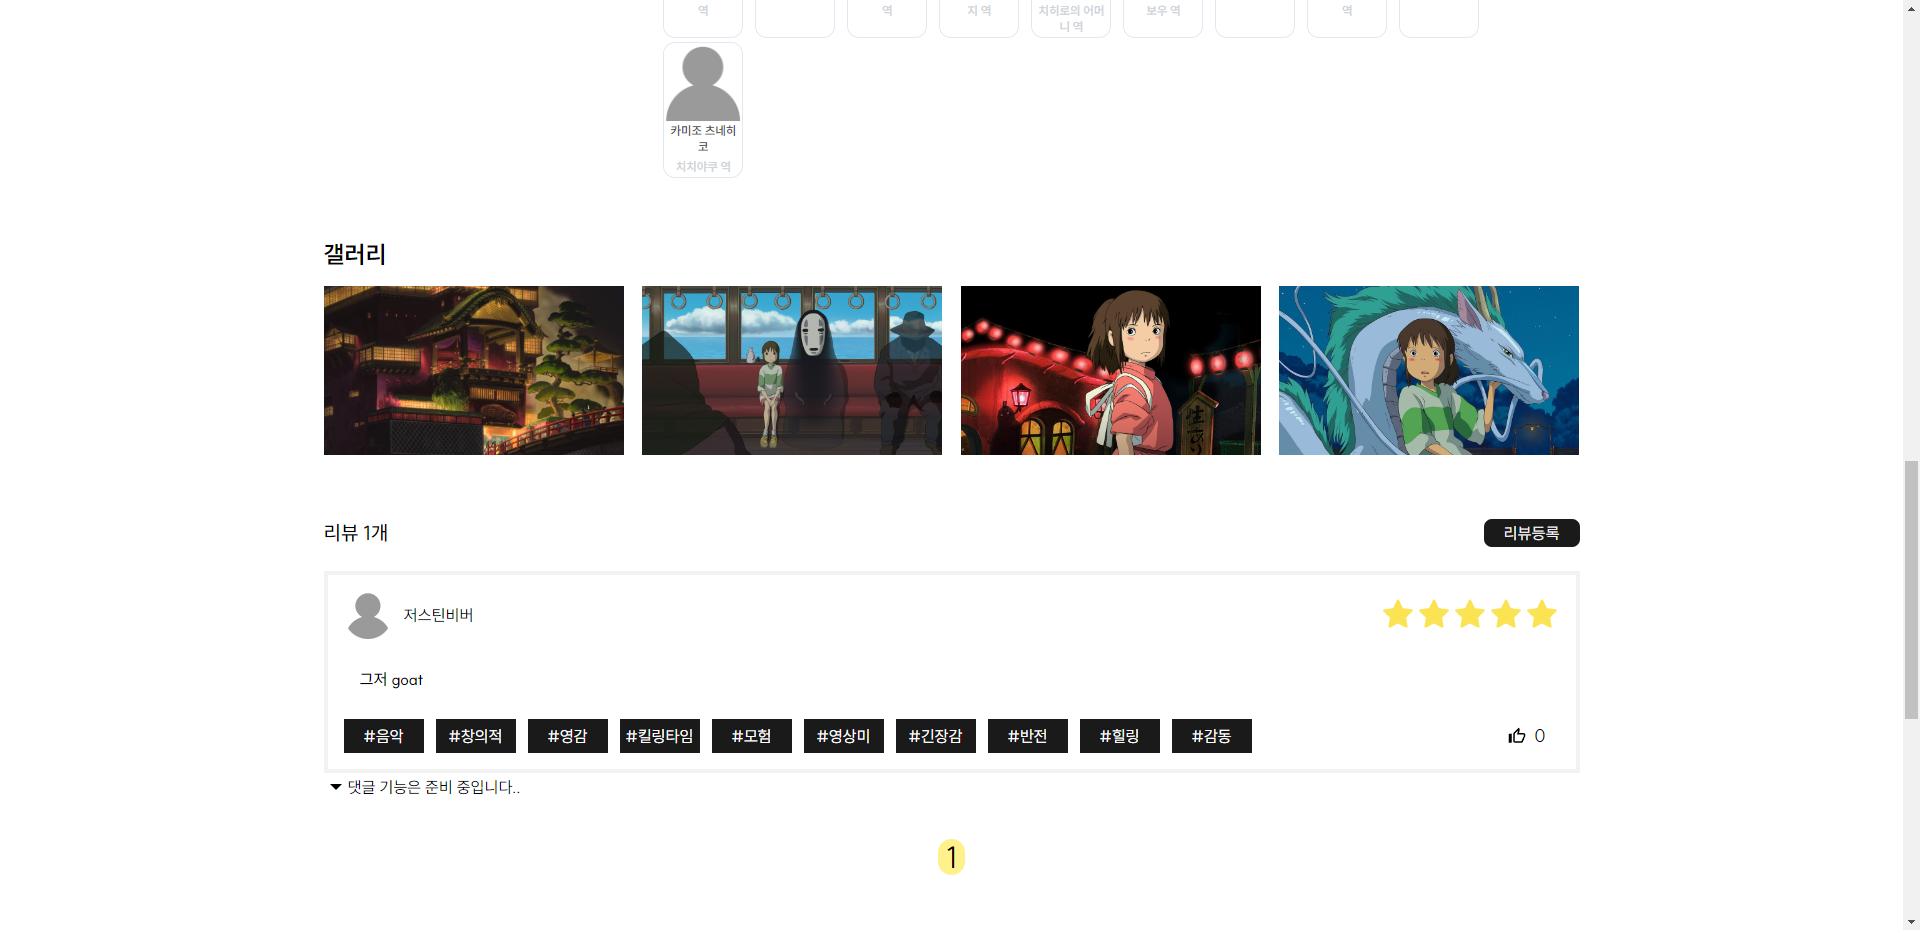 역 역 지 역 치히로의 어머 보우 역 역
니 역
카미조 츠네히
코
치치야쿠 역
갤러리
리뷰 1개 리뷰등록
저스틴비버
그저 goat
#음악 #창의적 #영감 #킬링타임 #모험 #영상미 #긴장감 #반전 #힐링 #감동 0
댓글 기능은 준비 중입니다..
1